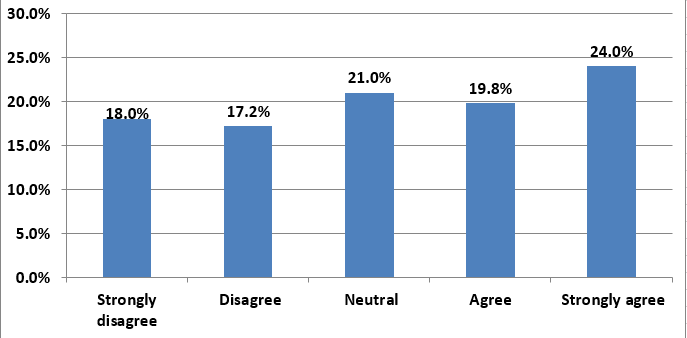 30.0%
25.0%
20.0%
15.0%
10.0%
5.0%
0.0%
18.0%
17.2%
21.0%
19.8%
24.0%
Strongly
disagree
Disagree
Neutral
Agree
Strongly agree